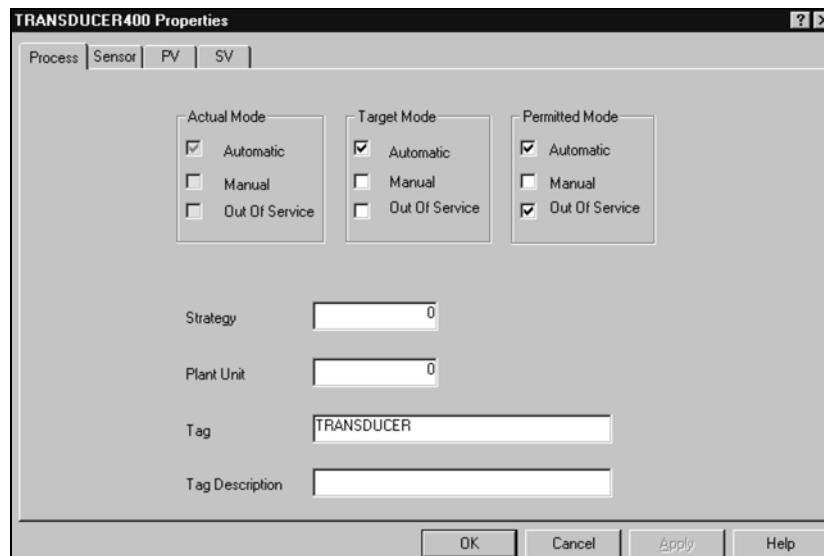 TRANSDUCER400 Properties
Process Sensor PV SV
Actual Mode Target Mode Permitted Mode
Automatic Automatic Automatic
Manual Manual Manual
Out Of Service Out Of Service Out Of Service
Strategy 0
Plant Unit 0
Tag TRANSDUCER
Tag Description
OK Cancel Apply Help